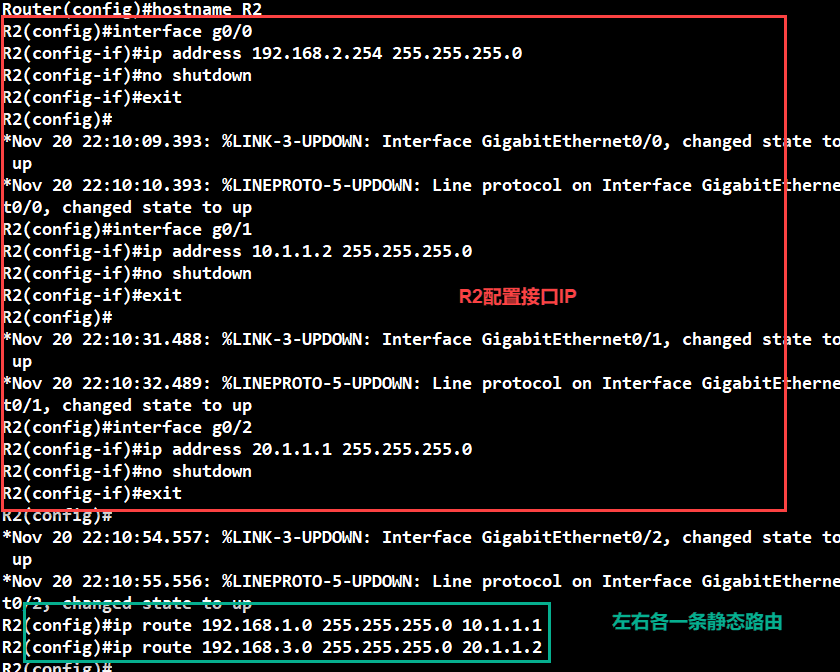 Router(config)#hostname R2
R2(config)#interface g0/0
R2(config-if)#ip address 192.168.2.254 255.255.255.0
R2(config-if)#no shutdown
R2(config-if)#exit
R2(config)#
*Nov 20 22:10:09.393: %LINK-3-UPDOWN: Interface GigabitEthernet0/0, changed state to
up
*Nov 20 22:10:10.393: %LINEPROTO-5-UPDOWN: Line protocol on Interface GigabitEtherne
t0/0, changed state to up
R2(config)#interface g0/1
R2(config-if)#ip address 10.1.1.2 255.255.255.0
R2(config-if)#no shutdown
R2(config-if)#exit
R2配置接口IP
R2(config)#
*Nov 20 22:10:31.488: %LINK-3-UPDOWN: Interface GigabitEthernet0/1, changed state to
up
*Nov 20 22:10:32.489: %LINEPROTO-5-UPDOWN: Line protocol on Interface GigabitEtherne
t0/1, changed state to up
R2(config)#interface g0/2
R2(config-if)#ip address 20.1.1.1 255.255.255.0
R2(config-if)#no shutdown
R2(config-if)#exit
R2(config)#
*Nov 20 22:10:54.557: %LINK-3-UPDOWN: Interface GigabitEthernet0/2, changed state to
up
*Nov 20 22:10:55.556: %LINEPROTO-5-UPDOWN: Line protocol on Interface GigabitEtherne
t0/2, changed state to up
R2(config)#ip route 192.168.1.0 255.255.255.0 10.1.1.1
左右各一条静态路由
R2(config)#ip route 192.168.3.0 255.255.255.0 20.1.1.2
R2(config)#